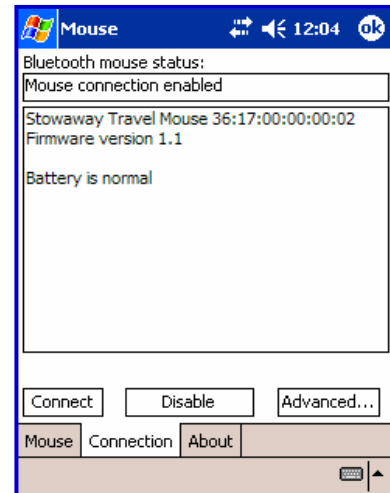 Mouse 12:04 ok
Bluetooth mouse status:
Mouse connection enabled
Stowaway Travel Mouse 36:17:00:00:00:02
Firmware version 1.1
Battery is normal
Connect Disable Advanced...
Mouse Connection About